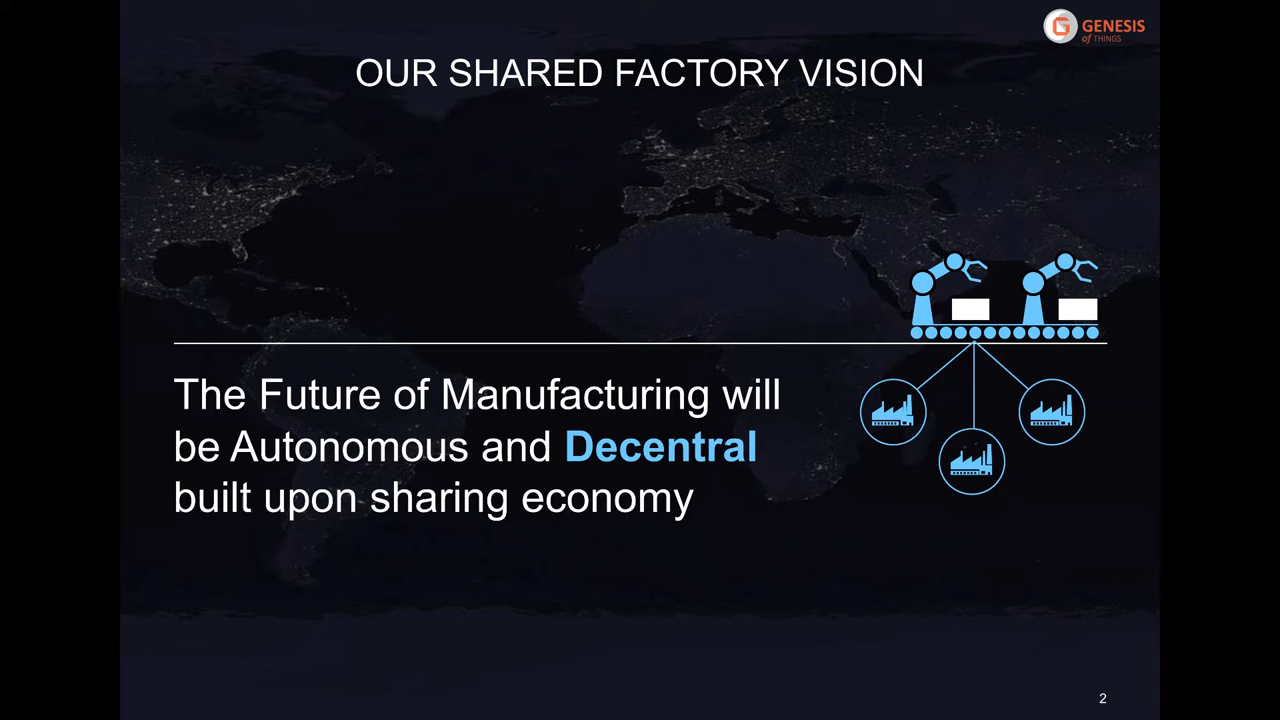 GENESIS
of THINGS
OUR SHARED FACTORY VISION
The Future of Manufacturing will
be Autonomous and Decentral
built upon sharing economy
2